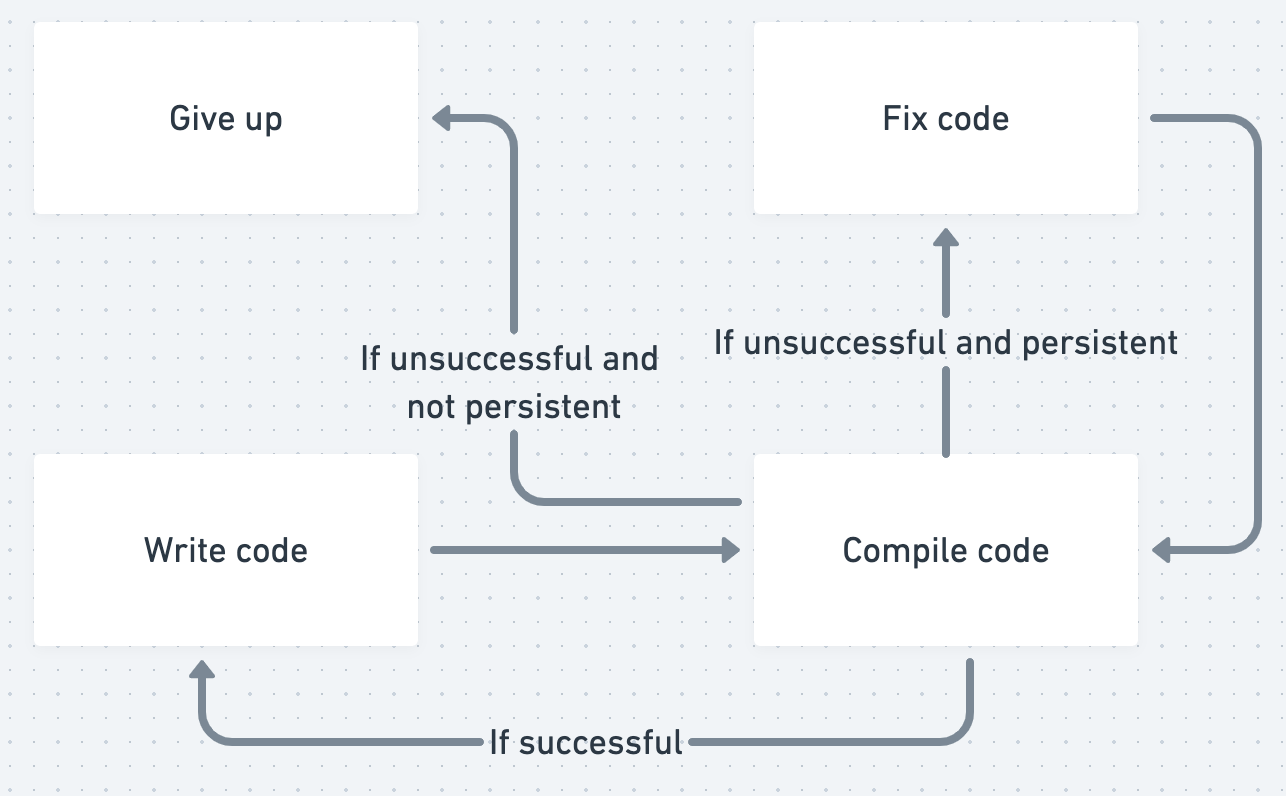 Give up
Fix code
If unsuccessful and
not persistent
If unsuccessful and persistent
Write code
Compile code
If successful